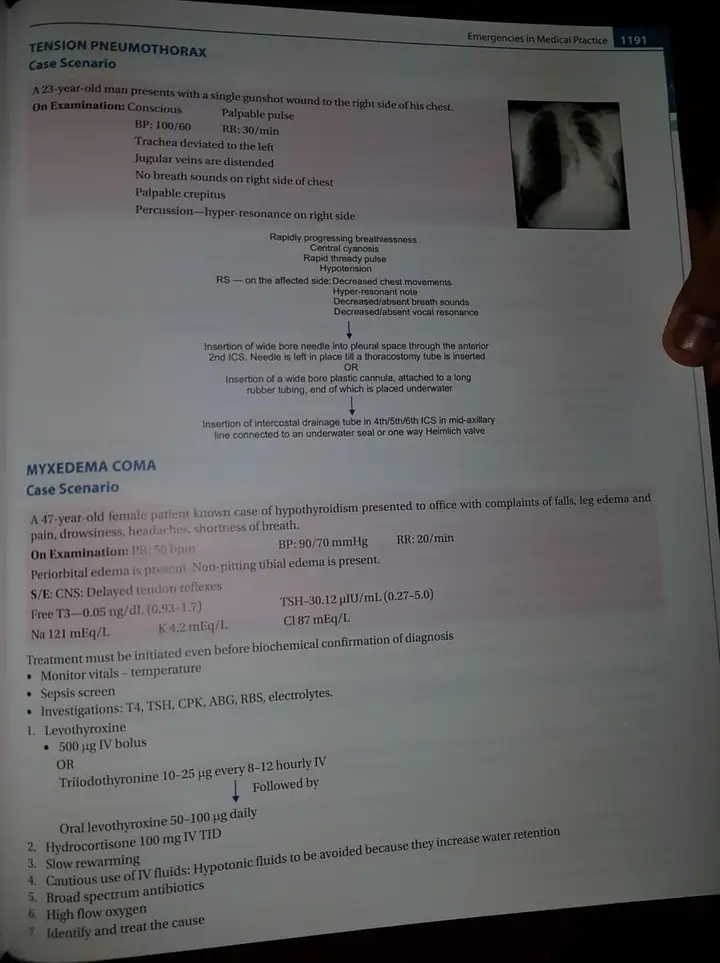 Emergencies in Medical Practice 1191
TENSION PNEUMOTHORAX
Case Scenario
A 23-year-old man presents with a single gunshot wound to the right side of his chest.
On Examination: Conscious Palpable pulse
BP: 100/60 RR: 30/min
Trachea deviated to the left
Jugular veins are distended
No breath sounds on right side of chest
Palpable crepitus
Percussion—hyper-resonance on right side
Rapidly progressing breathlessness
Central cyanosis
Rapid thready pulse
Hypotension
RS — on the affected side: Decreased chest movements
Hyper-resonant note
Decreased/absent breath sounds
Decreased/absent vocal resonance
Insertion of wide bore needle into pleural space through the anterior
2nd ICS. Needle is left in place till a thoracostomy tube is inserted
OR
Insertion of a wide bore plastic cannula, attached to a long
rubber tubing, end of which is placed underwater
Insertion of intercostal drainage tube in 4th/5th/6th ICS in mid-axillary
line connected to an underwater seal or one way Heimlich valve
MYXEDEMA COMA
Case Scenario
A 47-year-old female patient known case of hypothyroidism presented to office with complaints of falls, leg edema and
pain, drowsiness, headaches, shortness of breath.
On Examination: PR: 50 bpm BP: 90/70 mmHg RR: 20/min
Periorbital edema is present. Non-pitting tibial edema is present.
S/E: CNS: Delayed tendon reflexes
Free T3—0.05 ng/dL (0.93–1.7) TSH–30.12 µIU/mL (0.27–5.0)
Na 121 mEq/L K 4.2 mEq/L Cl 87 mEq/L
Treatment must be initiated even before biochemical confirmation of diagnosis
• Monitor vitals – temperature
• Sepsis screen
• Investigations: T4, TSH, CPK, ABG, RBS, electrolytes.
1. Levothyroxine
• 500 µg IV bolus
OR
Triiodothyronine 10–25 µg every 8–12 hourly IV
Followed by
Oral levothyroxine 50–100 µg daily
2. Hydrocortisone 100 mg IV TID
3. Slow rewarming
4. Cautious use of IV fluids: Hypotonic fluids to be avoided because they increase water retention
5. Broad spectrum antibiotics
6. High flow oxygen
7. Identify and treat the cause